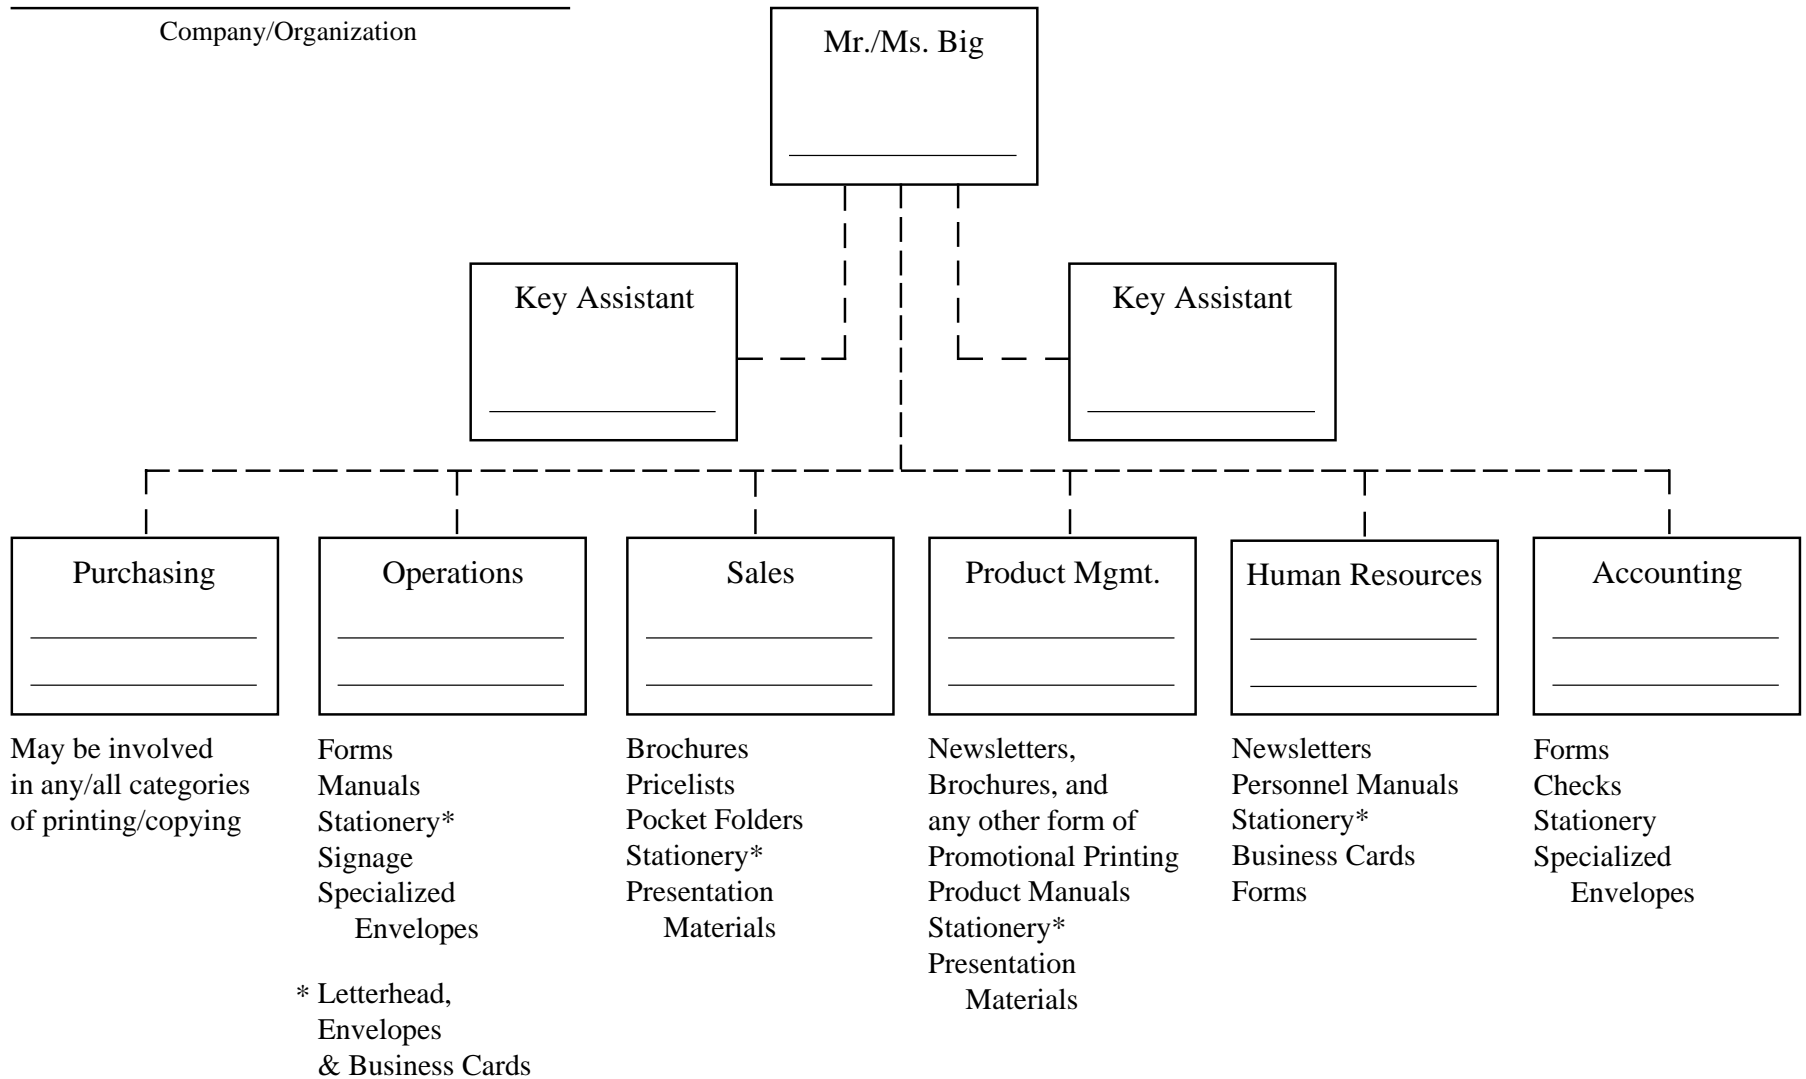 Company/Organization
Mr./Ms. Big
Key Assistant
Key Assistant
Purchasing
Operations
Sales
Product Mgmt.
Human Resources
Accounting
May be involved
in any/all categories
of printing/copying
Forms
Manuals
Stationery*
Signage
Specialized
Envelopes
* Letterhead,
Envelopes
& Business Cards
Brochures
Pricelists
Pocket Folders
Stationery*
Presentation
Materials
Newsletters,
Brochures, and
any other form of
Promotional Printing
Product Manuals
Stationery*
Presentation
Materials
Newsletters
Personnel Manuals
Stationery*
Business Cards
Forms
Forms
Checks
Stationery
Specialized
Envelopes